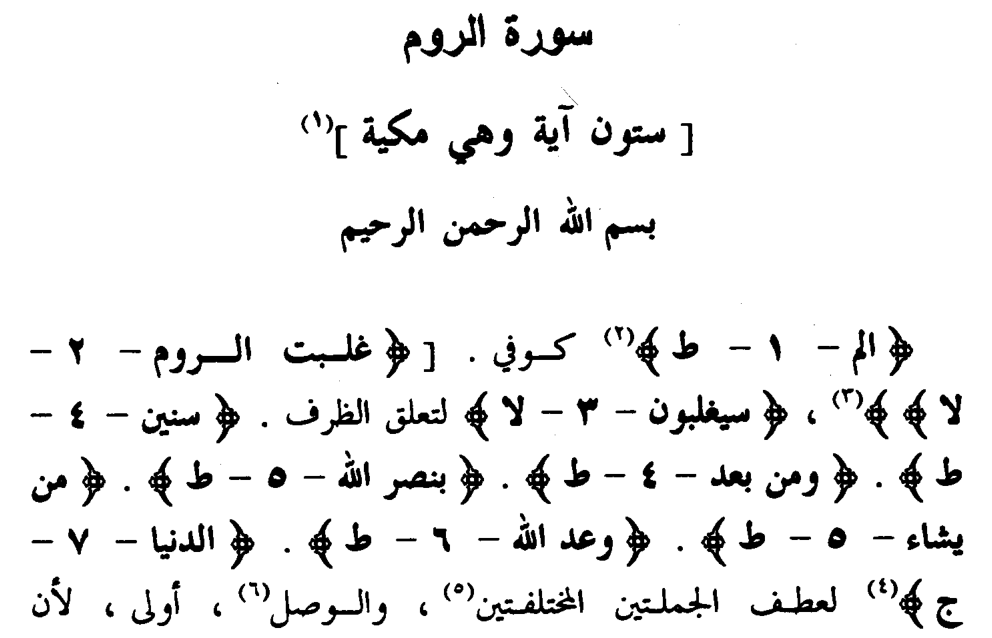 سورة الروم
[ ستون آية وهي مكية ](١)
بسم الله الرحمن الرحيم
﴿ الم – ١ – ط ﴾(٢) كوفي . [ ﴿ غلبت الروم – ٢ –
لا ﴾ ﴾(٣) ، ﴿ سيغلبون – ٣ – لا ﴾ لتعلق الظرف . ﴿ سنين – ٤ –
ط ﴾ . ﴿ ومن بعد – ٤ – ط ﴾ . ﴿ بنصر الله – ٥ – ط ﴾ . ﴿ من
يشاء – ٥ – ط ﴾ . ﴿ وعد الله – ٦ – ط ﴾ . ﴿ الدنيا – ٧ –
ج ﴾(٤) لعطف الجملتين المختلفتين(٥) ، والوصل(٦) ، أولى ، لأن